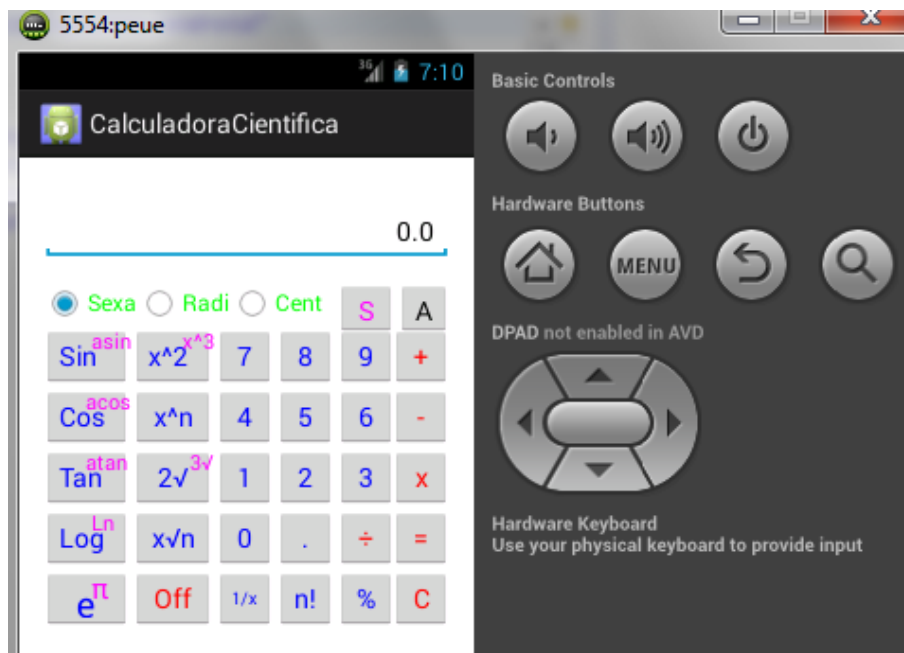 5554:peue
3G 7:10
CalculadoraCientifica
0.0
Sexa Radi Cent S A
Sin asin x^2 x^3 7 8 9 +
Cos acos x^n 4 5 6 -
Tan atan 2√ 3√ 1 2 3 x
Log Ln x√n 0 . ÷ =
e π Off 1/x n! % C
Basic Controls
Hardware Buttons
MENU
DPAD not enabled in AVD
Hardware Keyboard
Use your physical keyboard to provide input